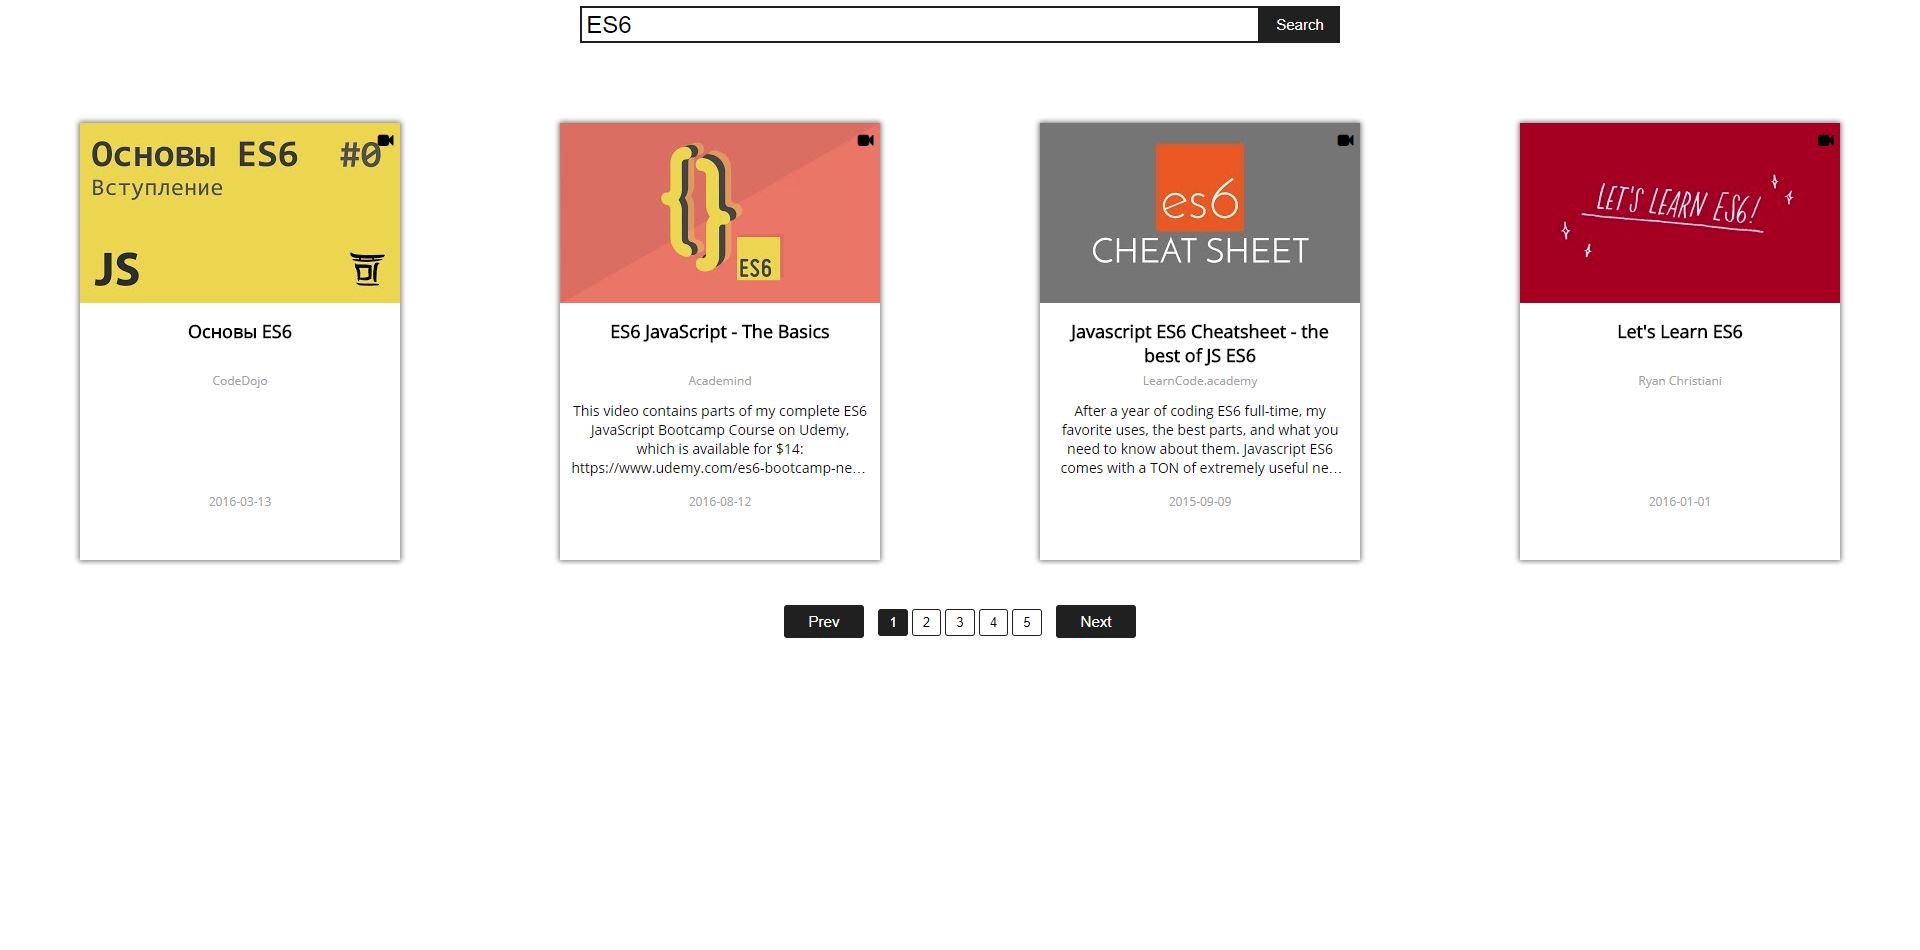 ES6
Search
Основы ES6 #0
Вступление
JS
Основы ES6
CodeDojo
2016-03-13
{}
ES6
ES6 JavaScript - The Basics
Academind
This video contains parts of my complete ES6
JavaScript Bootcamp Course on Udemy,
which is available for $14:
https://www.udemy.com/es6-bootcamp-ne…
2016-08-12
es6
CHEAT SHEET
Javascript ES6 Cheatsheet - the
best of JS ES6
LearnCode.academy
After a year of coding ES6 full-time, my
favorite uses, the best parts, and what you
need to know about them. Javascript ES6
comes with a TON of extremely useful ne…
2015-09-09
LET'S LEARN ES6!
Let's Learn ES6
Ryan Christiani
2016-01-01
Prev 1 2 3 4 5 Next